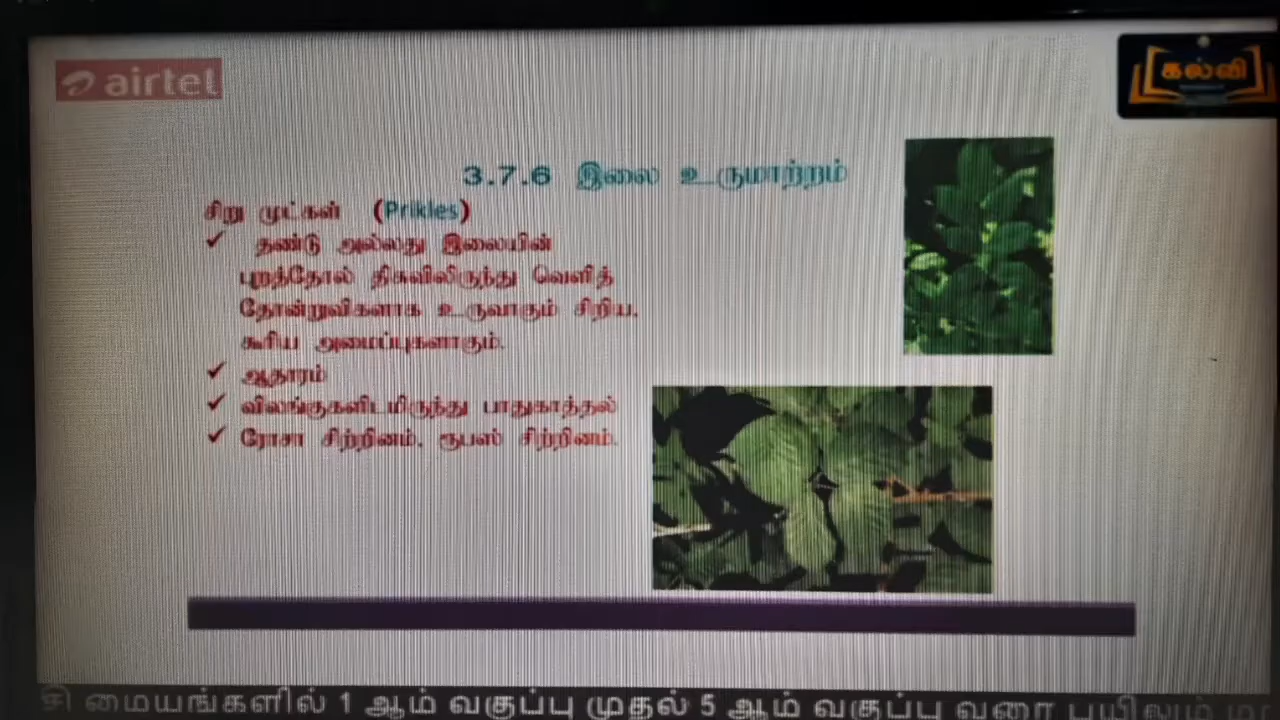 airtel
கல்வி
3.7.6 இலை உருமாற்றம்
சிறு முட்கள் (Prikles)
✓ தண்டு அல்லது இலையின்
புறத்தோல் திசுவிலிருந்து வெளித்
தோன்றுவிகளாக உருவாகும் சிறிய,
கூரிய அமைப்புகளாகும்.
✓ ஆதாரம்
✓ விலங்குகளிடமிருந்து பாதுகாத்தல்
✓ ரோசா சிற்றினம், ரூபஸ் சிற்றினம்.
மையங்களில் 1 ஆம் வகுப்பு முதல் 5 ஆம் வகுப்பு வரை பயிலும்